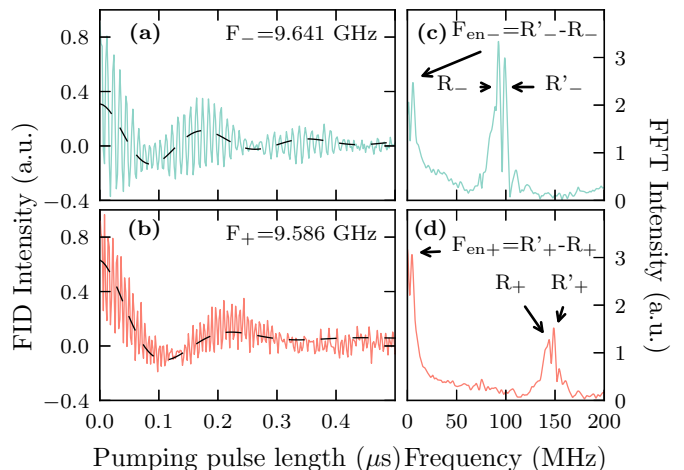 (a) F₋=9.641 GHz
0.8
0.4
0.0
−0.4
(b) F₊=9.586 GHz
0.8
0.4
0.0
−0.4
0.0 0.1 0.2 0.3 0.4
FID Intensity (a.u.)
Pumping pulse length (μs)
(c) Fₑₙ₋=R'₋-R₋
R₋ R'₋
3
2
1
0
(d) Fₑₙ₊=R'₊-R₊
R₊ R'₊
3
2
1
0
0 50 100 150 200
FFT Intensity (a.u.)
Frequency (MHz)